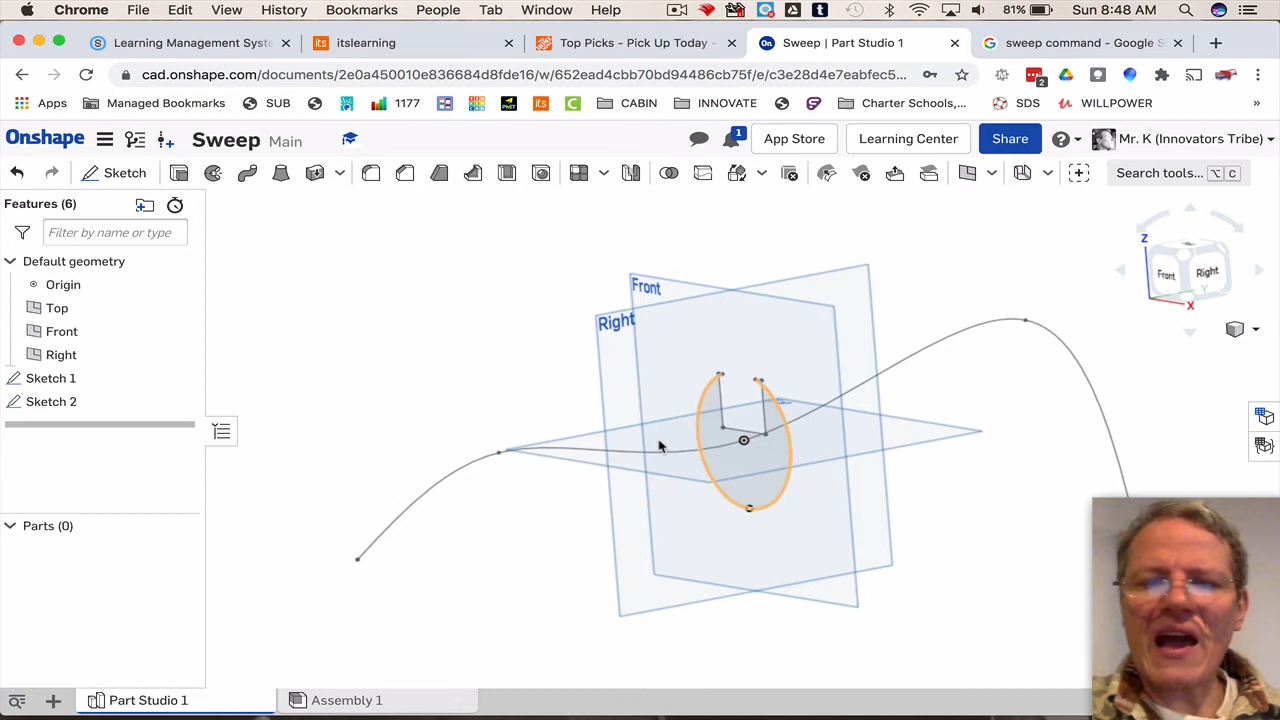 Chrome File Edit View History Bookmarks People Tab Window Help 81% Sun 8:48 AM
Learning Management Syst
itslearning
Top Picks - Pick Up Today -
Sweep | Part Studio 1
sweep command - Google S
cad.onshape.com/documents/2e0a450010e836684d8fde16/w/652ead4cbb70bd94486cb75f/e/c3e28d4e7eabfec5...
Apps Managed Bookmarks SUB 1177 CABIN INNOVATE Charter Schools,... SDS WILLPOWER »
Onshape Sweep Main 1 App Store Learning Center Share Mr. K (Innovators Tribe)
Sketch Search tools... ⌥ C
Features (6)
Filter by name or type
Default geometry
Origin
Top
Front
Right
Sketch 1
Sketch 2
Parts (0)
Front
Right
Z
Front
Right
Y
X
Part Studio 1
Assembly 1